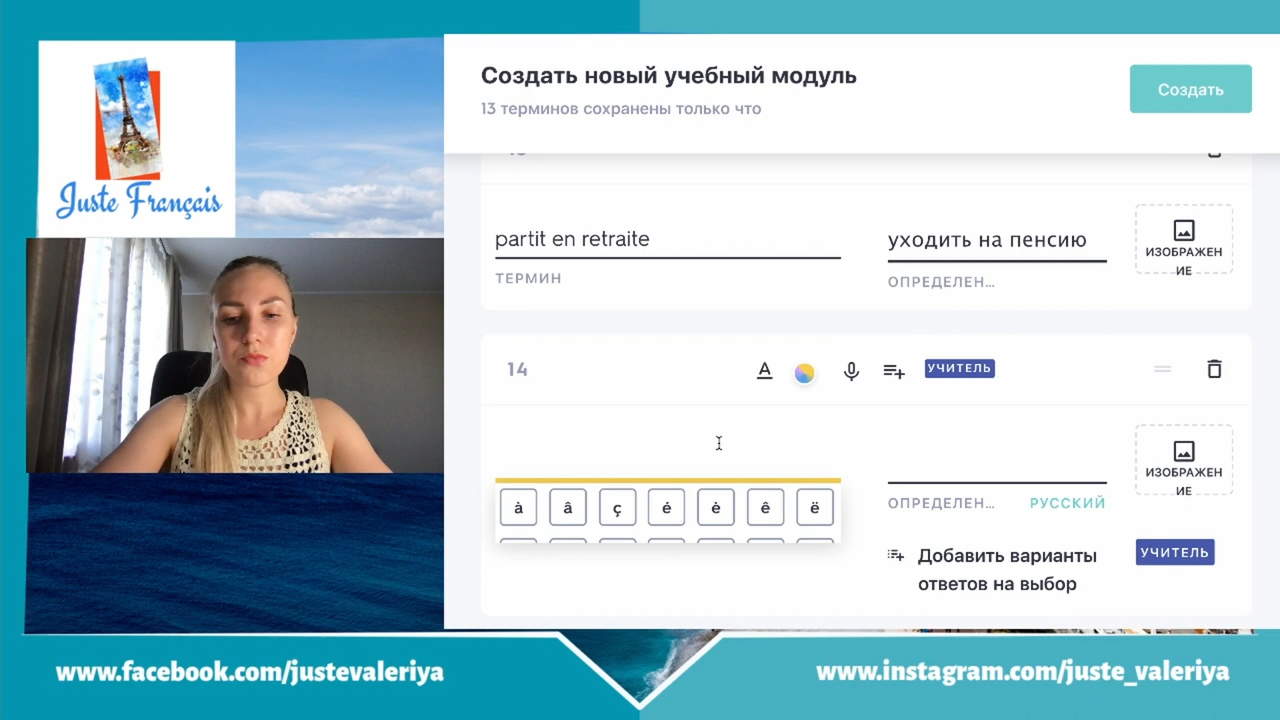 Juste Français
Создать новый учебный модуль
13 терминов сохранены только что
Создать
partit en retraite
ТЕРМИН
уходить на пенсию
ОПРЕДЕЛЕН...
ИЗОБРАЖЕН
ИЕ
14
A
УЧИТЕЛЬ
à â ç é è ê ë
ОПРЕДЕЛЕН... РУССКИЙ
ИЗОБРАЖЕН
ИЕ
Добавить варианты
ответов на выбор
УЧИТЕЛЬ
www.facebook.com/justevaleriya
www.instagram.com/juste_valeriya